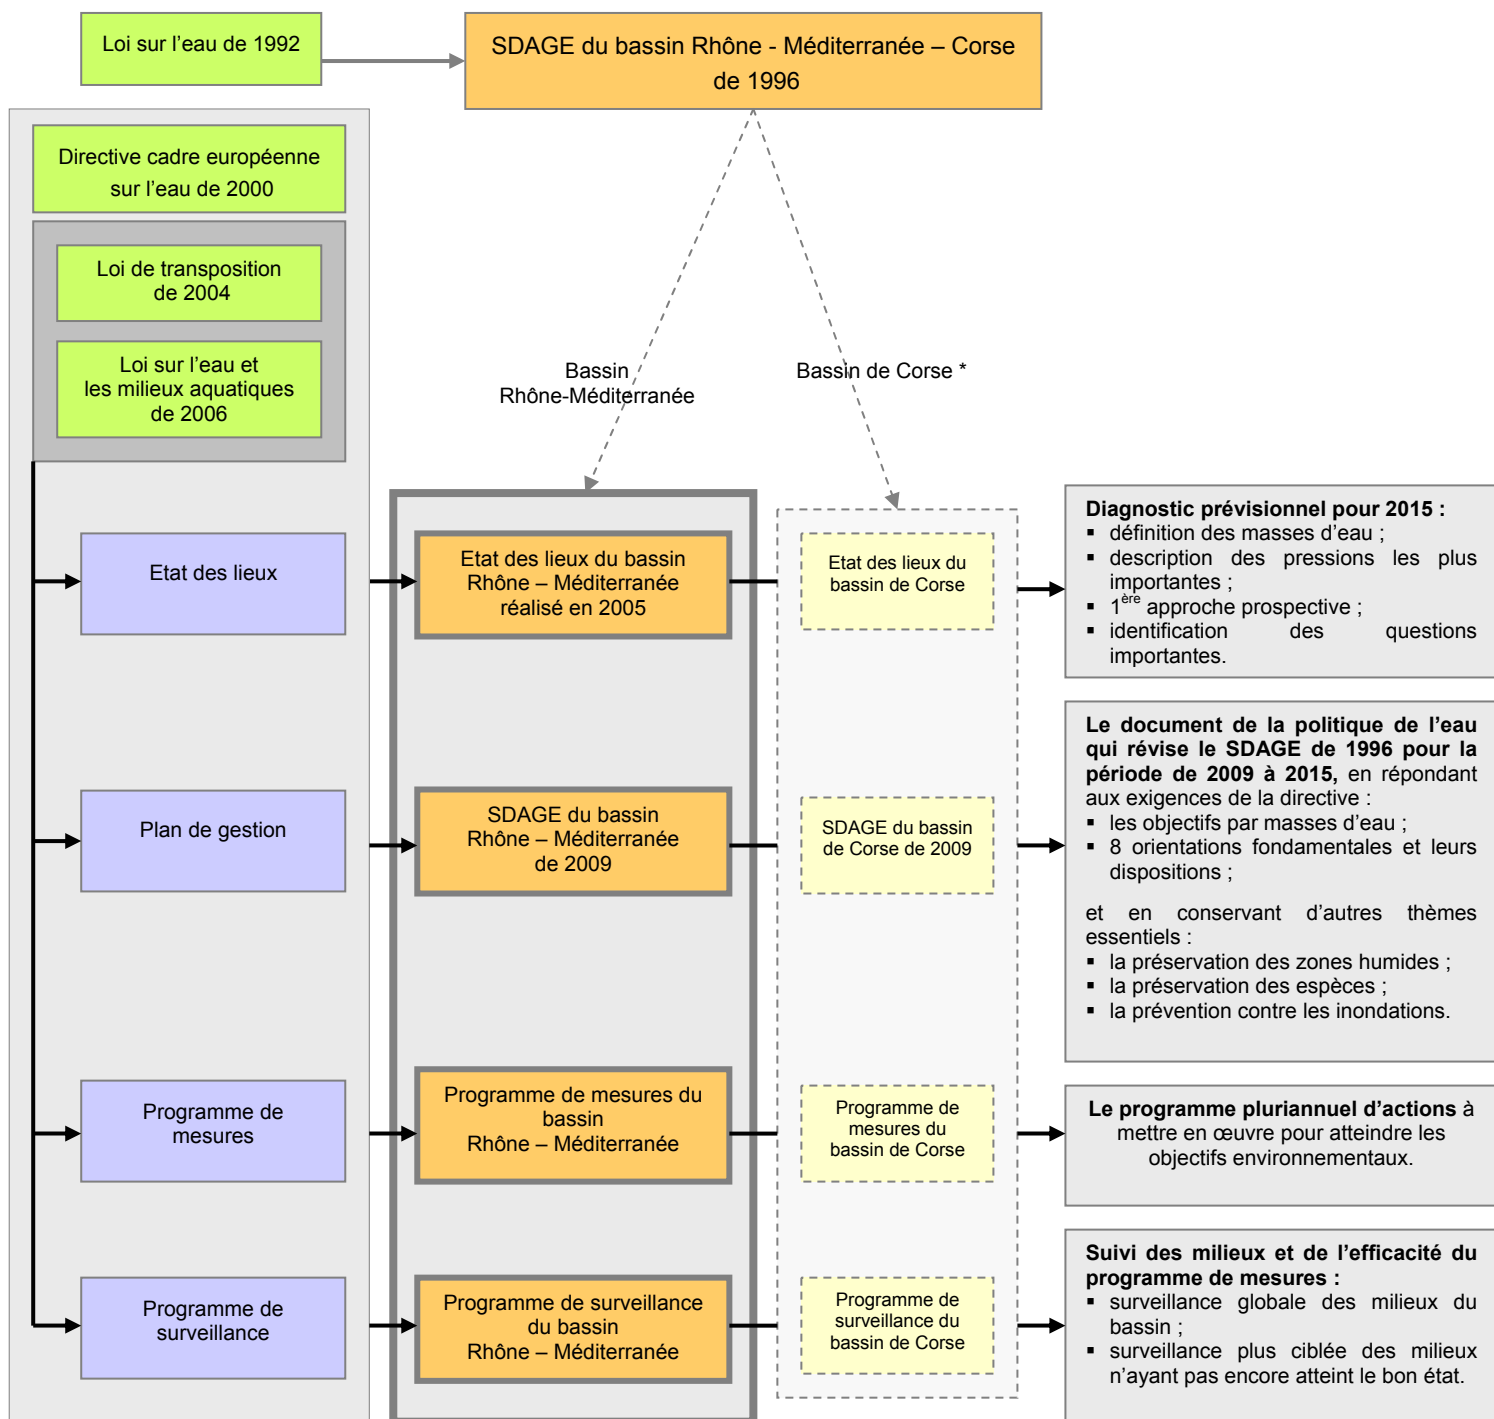 Loi sur l'eau de 1992
SDAGE du bassin Rhône - Méditerranée – Corse
de 1996
Directive cadre européenne
sur l'eau de 2000
Loi de transposition
de 2004
Loi sur l'eau et
les milieux aquatiques
de 2006
Bassin
Rhône-Méditerranée
Bassin de Corse *
Etat des lieux
Etat des lieux du bassin
Rhône – Méditerranée
réalisé en 2005
Etat des lieux du
bassin de Corse
Diagnostic prévisionnel pour 2015 :
▪ définition des masses d'eau ;
▪ description des pressions les plus
importantes ;
▪ 1ère approche prospective ;
▪ identification des questions
importantes.
Plan de gestion
SDAGE du bassin
Rhône – Méditerranée
de 2009
SDAGE du bassin
de Corse de 2009
Le document de la politique de l'eau
qui révise le SDAGE de 1996 pour la
période de 2009 à 2015, en répondant
aux exigences de la directive :
▪ les objectifs par masses d'eau ;
▪ 8 orientations fondamentales et leurs
dispositions ;
et en conservant d'autres thèmes
essentiels :
▪ la préservation des zones humides ;
▪ la préservation des espèces ;
▪ la prévention contre les inondations.
Programme de
mesures
Programme de mesures du
bassin
Rhône – Méditerranée
Programme de
mesures du
bassin de Corse
Le programme pluriannuel d'actions à
mettre en œuvre pour atteindre les
objectifs environnementaux.
Programme de
surveillance
Programme de surveillance
du bassin
Rhône – Méditerranée
Programme de
surveillance du
bassin de Corse
Suivi des milieux et de l'efficacité du
programme de mesures :
▪ surveillance globale des milieux du
bassin ;
▪ surveillance plus ciblée des milieux
n'ayant pas encore atteint le bon état.